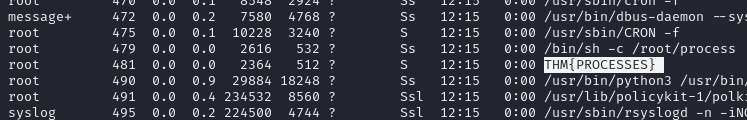 root 470 0.0 0.1 8548 2924 ? Ss 12:15 0:00 /usr/sbin/cron -f
message+ 472 0.0 0.2 7580 4768 ? Ss 12:15 0:00 /usr/bin/dbus-daemon --sys
root 475 0.0 0.1 10228 3240 ? S 12:15 0:00 /usr/sbin/CRON -f
root 479 0.0 0.0 2616 532 ? Ss 12:15 0:00 /bin/sh -c /root/process
root 481 0.0 0.0 2364 512 ? S 12:15 0:00 THM{PROCESSES}
root 490 0.0 0.9 29884 18248 ? Ss 12:15 0:00 /usr/bin/python3 /usr/bin/
root 491 0.0 0.4 234532 8560 ? Ssl 12:15 0:00 /usr/lib/policykit-1/polki
syslog 495 0.0 0.2 224500 4744 ? Ssl 12:15 0:00 /usr/sbin/rsyslogd -n -iNO